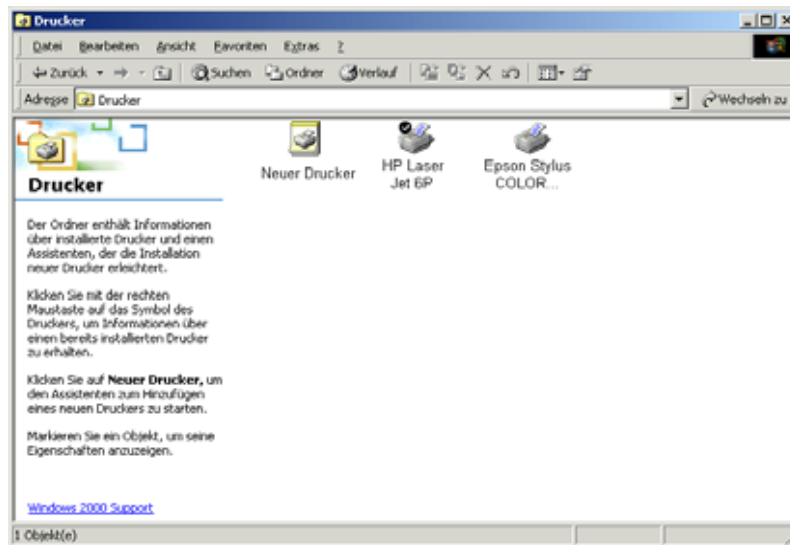 Drucker
Datei Bearbeiten Ansicht Favoriten Extras ?
Zurück Suchen Ordner Verlauf
Adresse Drucker Wechseln zu
Drucker
Der Ordner enthält Informationen
über installierte Drucker und einen
Assistenten, der die Installation
neuer Drucker erleichtert.
Klicken Sie mit der rechten
Maustaste auf das Symbol des
Druckers, um Informationen über
einen bereits installierten Drucker
zu erhalten.
Klicken Sie auf Neuer Drucker, um
den Assistenten zum Hinzufügen
eines neuen Druckers zu starten.
Markieren Sie ein Objekt, um seine
Eigenschaften anzuzeigen.
Windows 2000 Support
Neuer Drucker
HP Laser
Jet 6P
Epson Stylus
COLOR...
1 Objekt(e)